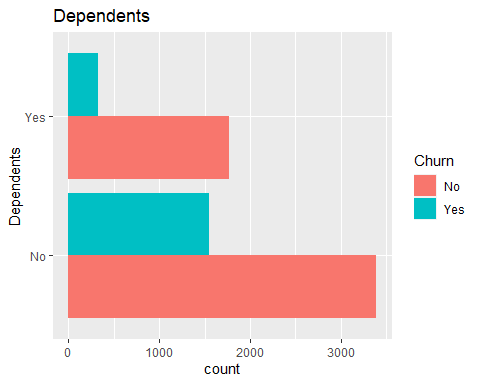 Dependents
Yes
No
Dependents
0
1000
2000
3000
count
Churn
No
Yes